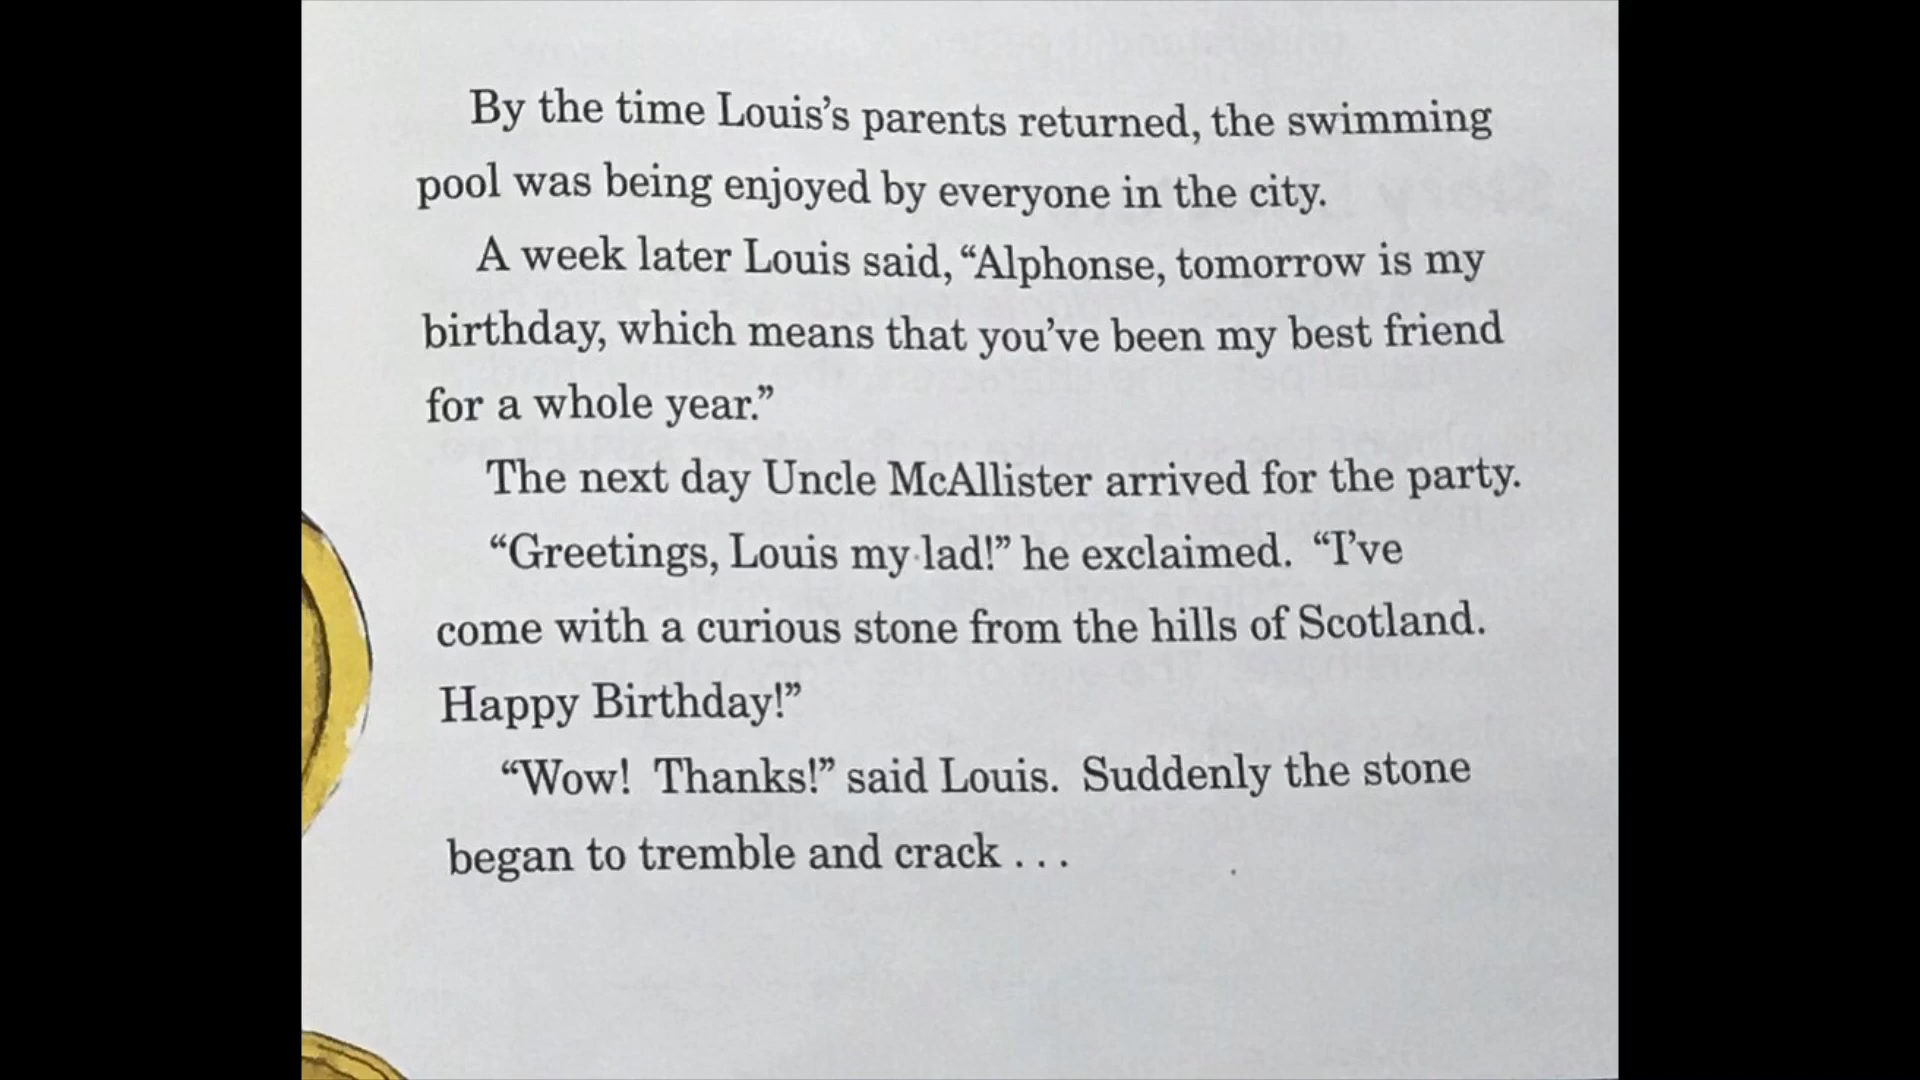 By the time Louis’s parents returned, the swimming
pool was being enjoyed by everyone in the city.
A week later Louis said, “Alphonse, tomorrow is my
birthday, which means that you’ve been my best friend
for a whole year.”
The next day Uncle McAllister arrived for the party.
“Greetings, Louis my lad!” he exclaimed. “I’ve
come with a curious stone from the hills of Scotland.
Happy Birthday!”
“Wow! Thanks!” said Louis. Suddenly the stone
began to tremble and crack . . .